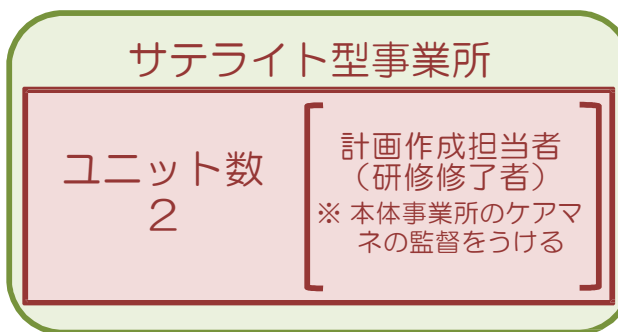 サテライト型事業所
ユニット数
2
計画作成担当者
（研修修了者）
※ 本体事業所のケアマ
ネの監督をうける